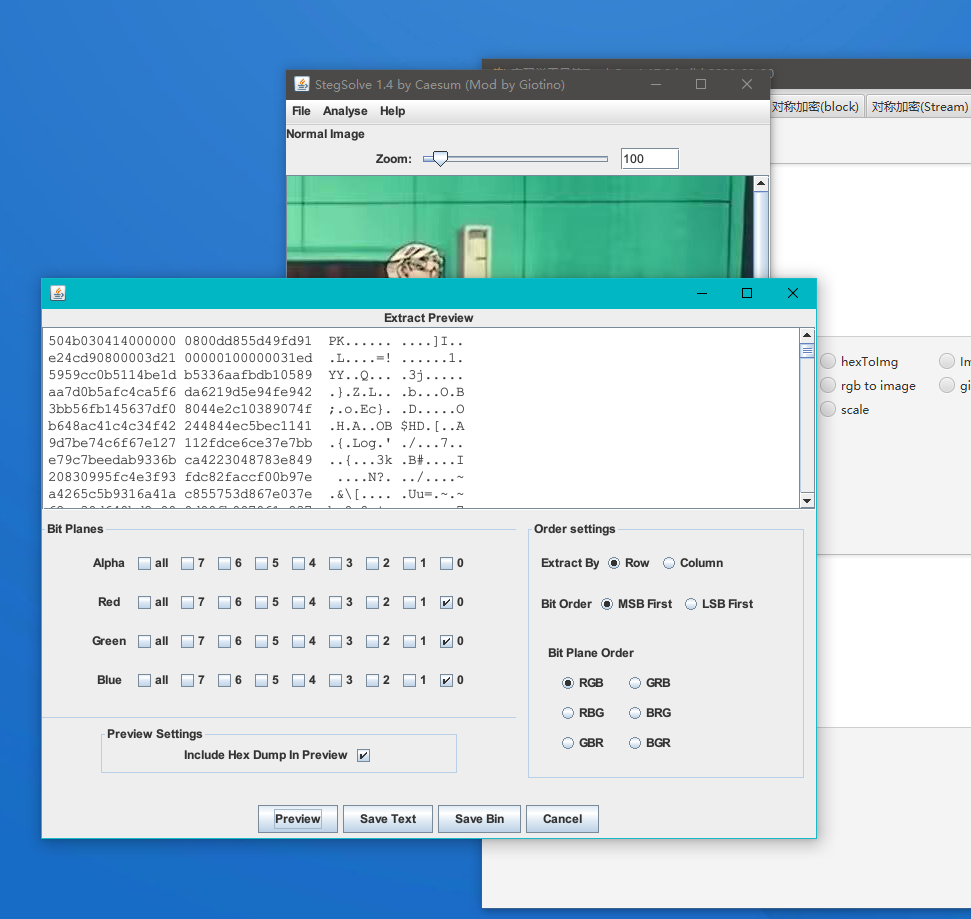 StegSolve 1.4 by Caesum (Mod by Giotino)
File Analyse Help
Normal Image
Zoom: 100
对称加密(block) 对称加密(Stream)
hexToImg
rgb to image
scale
Extract Preview
504b030414000000 0800dd855d49fd91 PK...... ....]I..
e24cd90800003d21 00000100000031ed .L....=! ......1.
5959cc0b5114be1d b5336aafbdb10589 YY..Q... .3j.....
aa7d0b5afc4ca5f6 da6219d5e94fe942 .}.Z.L.. .b...O.B
3bb56fb145637df0 8044e2c10389074f ;.o.Ec}. .D.....O
b648ac41c4c34f42 244844ec5bec1141 .H.A..OB $HD.[..A
9d7be74c6f67e127 112fdce6ce37e7bb .{.Log.' ./...7..
e79c7beedab9336b ca4223048783e849 ..{...3k .B#....I
20830995fc4e3f93 fdc82faccf00b97e ....N?. ../....~
a4265c5b9316a41a c855753d867e037e .&\[.... .Uu=.~.~
Bit Planes
Alpha all 7 6 5 4 3 2 1 0
Red all 7 6 5 4 3 2 1 0
Green all 7 6 5 4 3 2 1 0
Blue all 7 6 5 4 3 2 1 0
Preview Settings
Include Hex Dump In Preview
Order settings
Extract By Row Column
Bit Order MSB First LSB First
Bit Plane Order
RGB GRB
RBG BRG
GBR BGR
Preview Save Text Save Bin Cancel